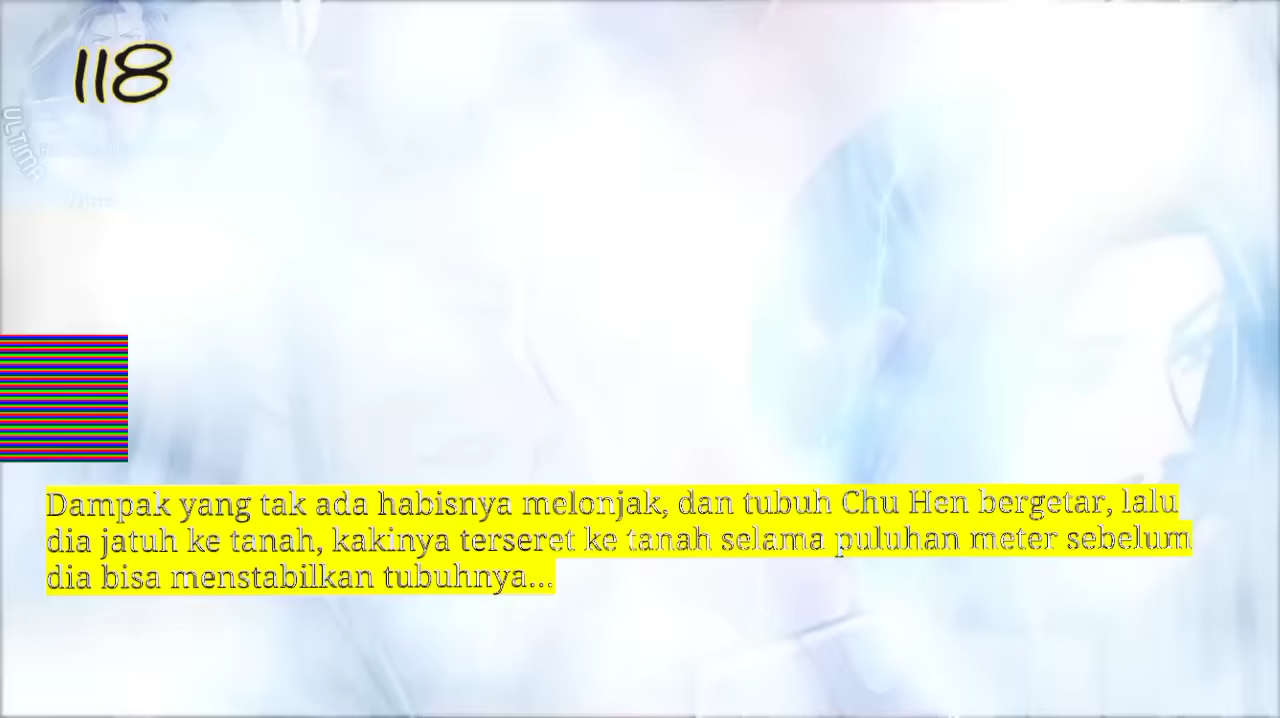 118
ULTIMA
Dampak yang tak ada habisnya melonjak, dan tubuh Chu Hen bergetar, lalu
dia jatuh ke tanah, kakinya terseret ke tanah selama puluhan meter sebelum
dia bisa menstabilkan tubuhnya...